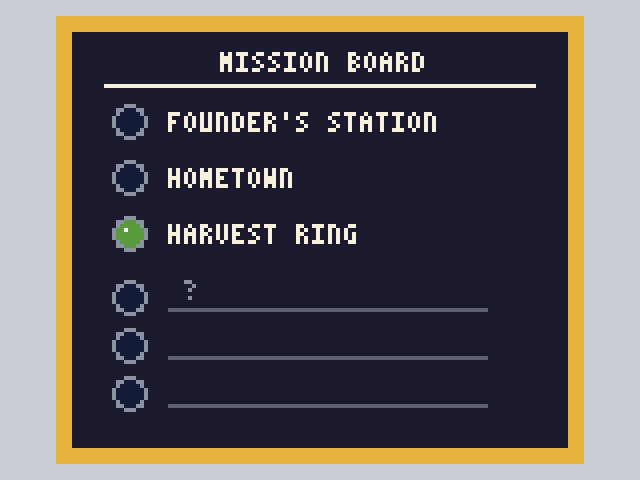 MISSION BOARD
FOUNDER'S STATION
HOMETOWN
HARVEST RING
?